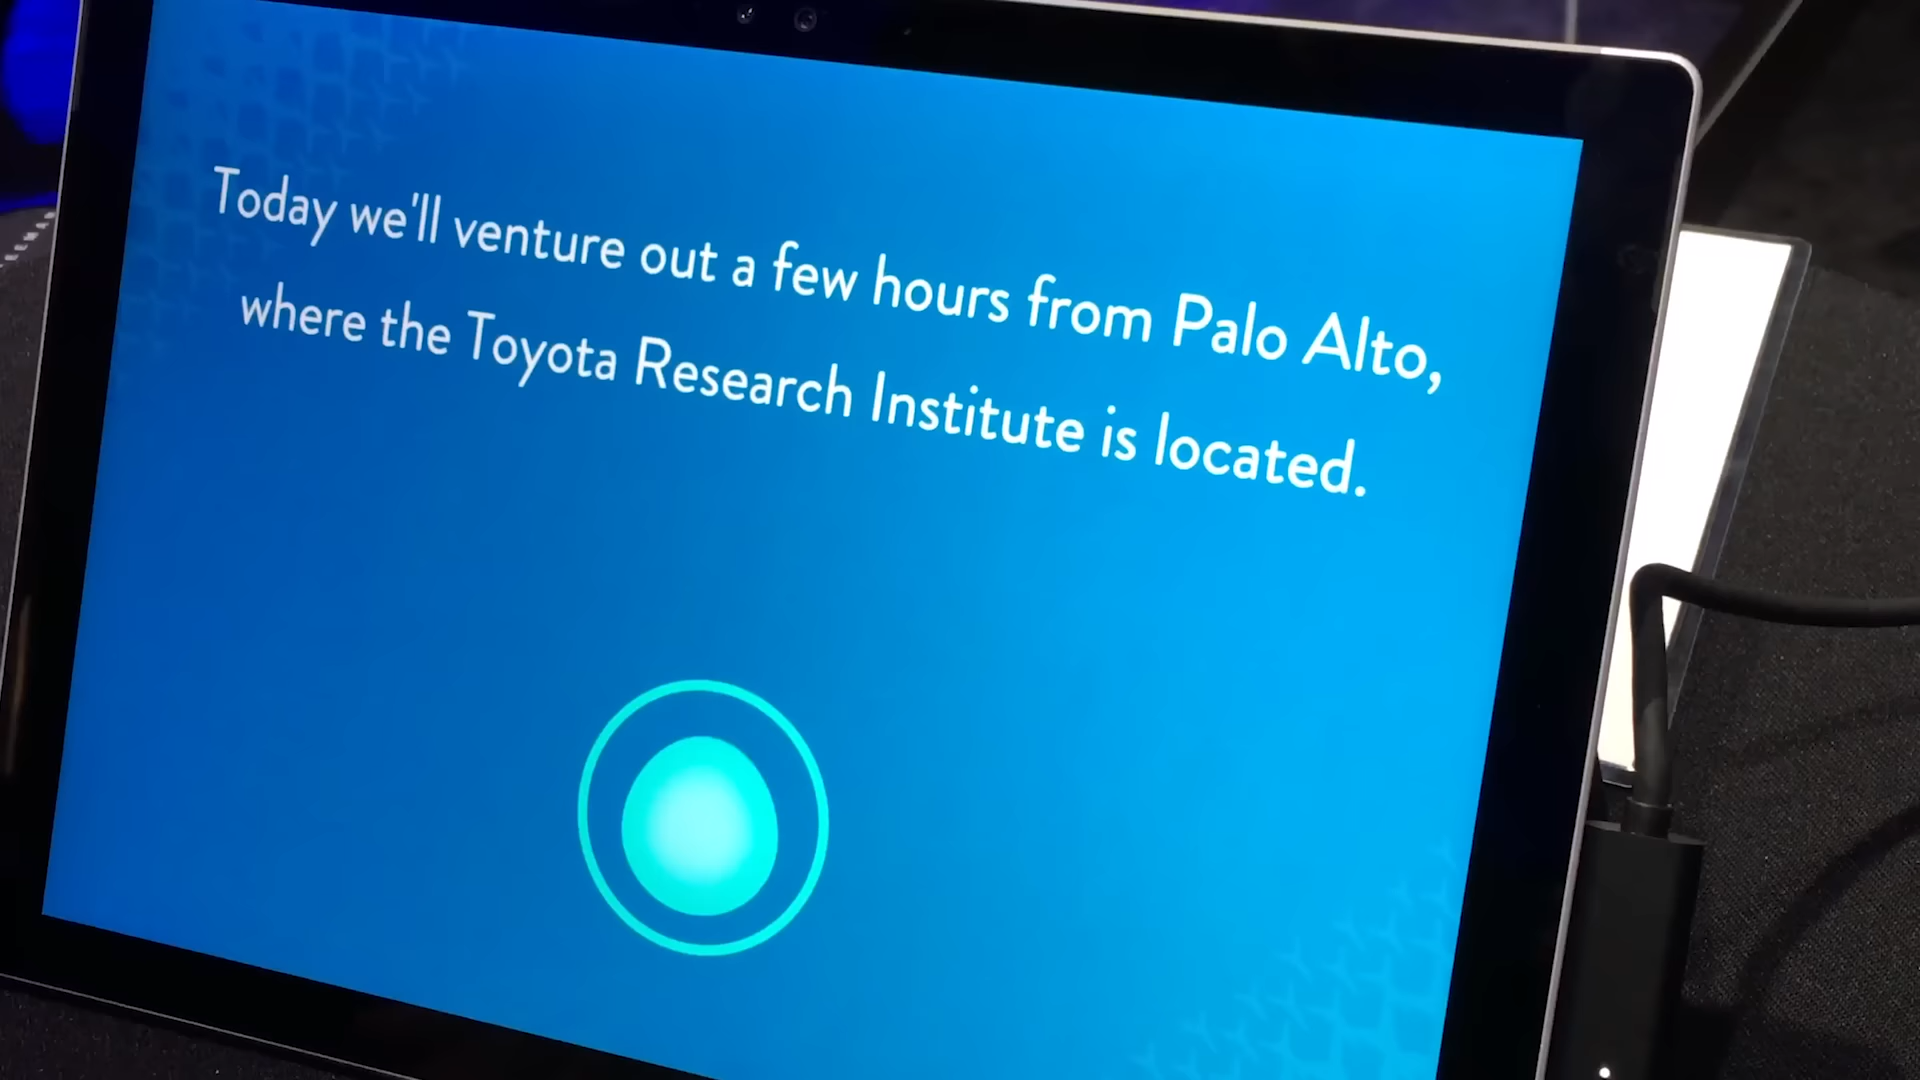 Today we'll venture out a few hours from Palo Alto,
where the Toyota Research Institute is located.